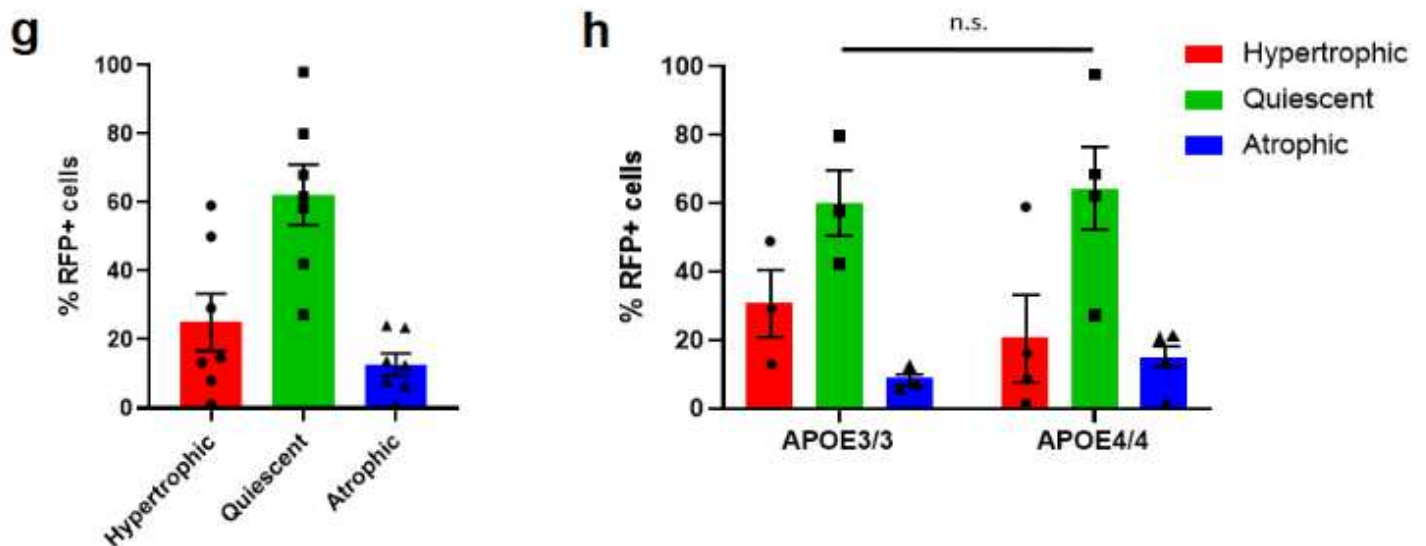 g
% RFP+ cells
100
80
60
40
20
0
Hypertrophic
Quiescent
Atrophic
h
n.s.
% RFP+ cells
100
80
60
40
20
0
APOE3/3
APOE4/4
Hypertrophic
Quiescent
Atrophic